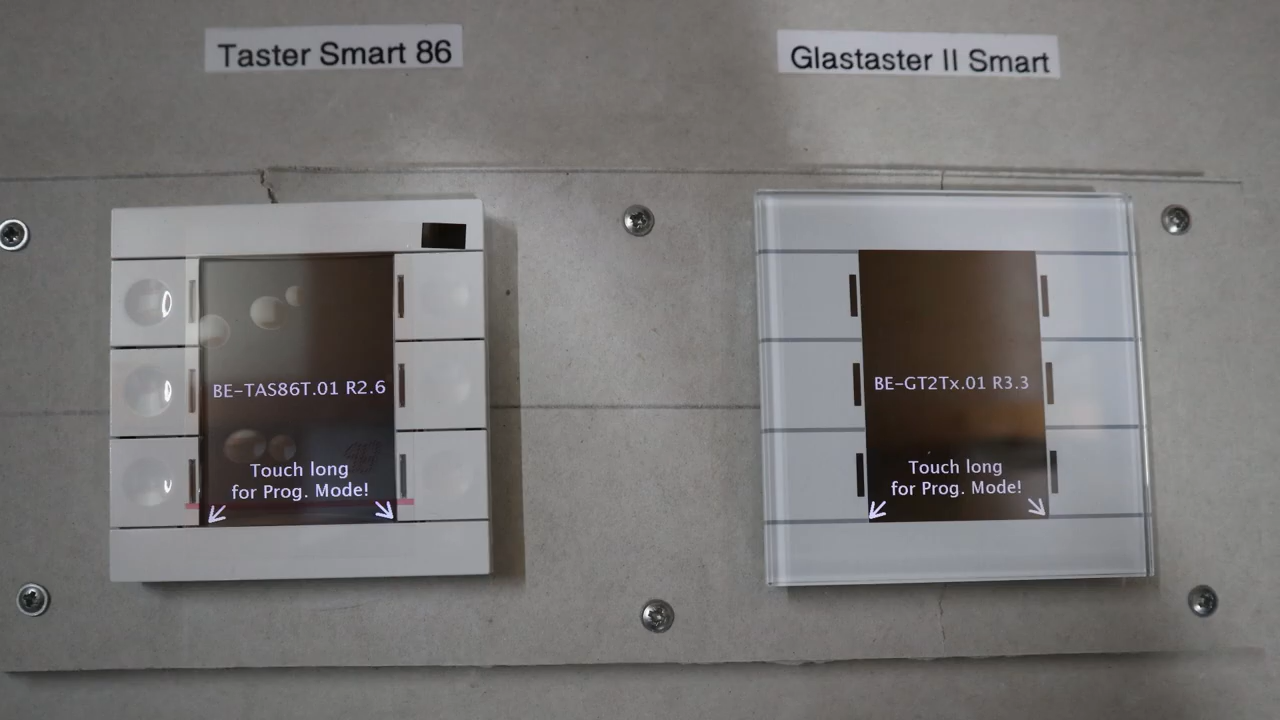 Taster Smart 86
Glastaster II Smart
BE-TAS86T.01 R2.6
Touch long
for Prog. Mode!
BE-GT2Tx.01 R3.3
Touch long
for Prog. Mode!